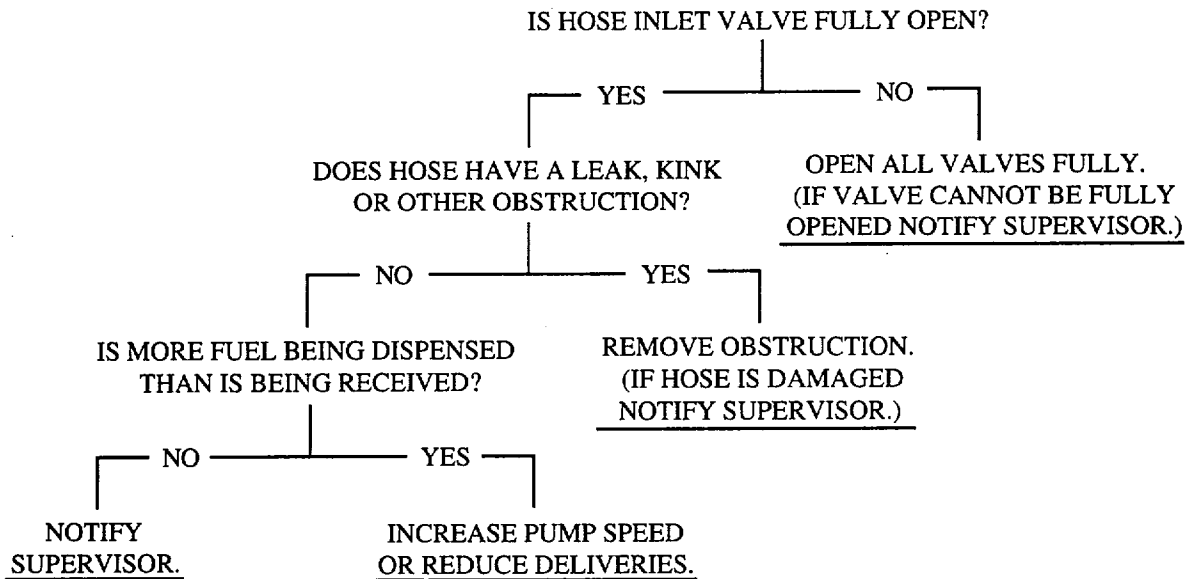 IS HOSE INLET VALVE FULLY OPEN?
YES
NO
DOES HOSE HAVE A LEAK, KINK
OR OTHER OBSTRUCTION?
OPEN ALL VALVES FULLY.
(IF VALVE CANNOT BE FULLY
OPENED NOTIFY SUPERVISOR.)
NO
YES
IS MORE FUEL BEING DISPENSED
THAN IS BEING RECEIVED?
REMOVE OBSTRUCTION.
(IF HOSE IS DAMAGED
NOTIFY SUPERVISOR.)
NO
YES
NOTIFY
SUPERVISOR.
INCREASE PUMP SPEED
OR REDUCE DELIVERIES.